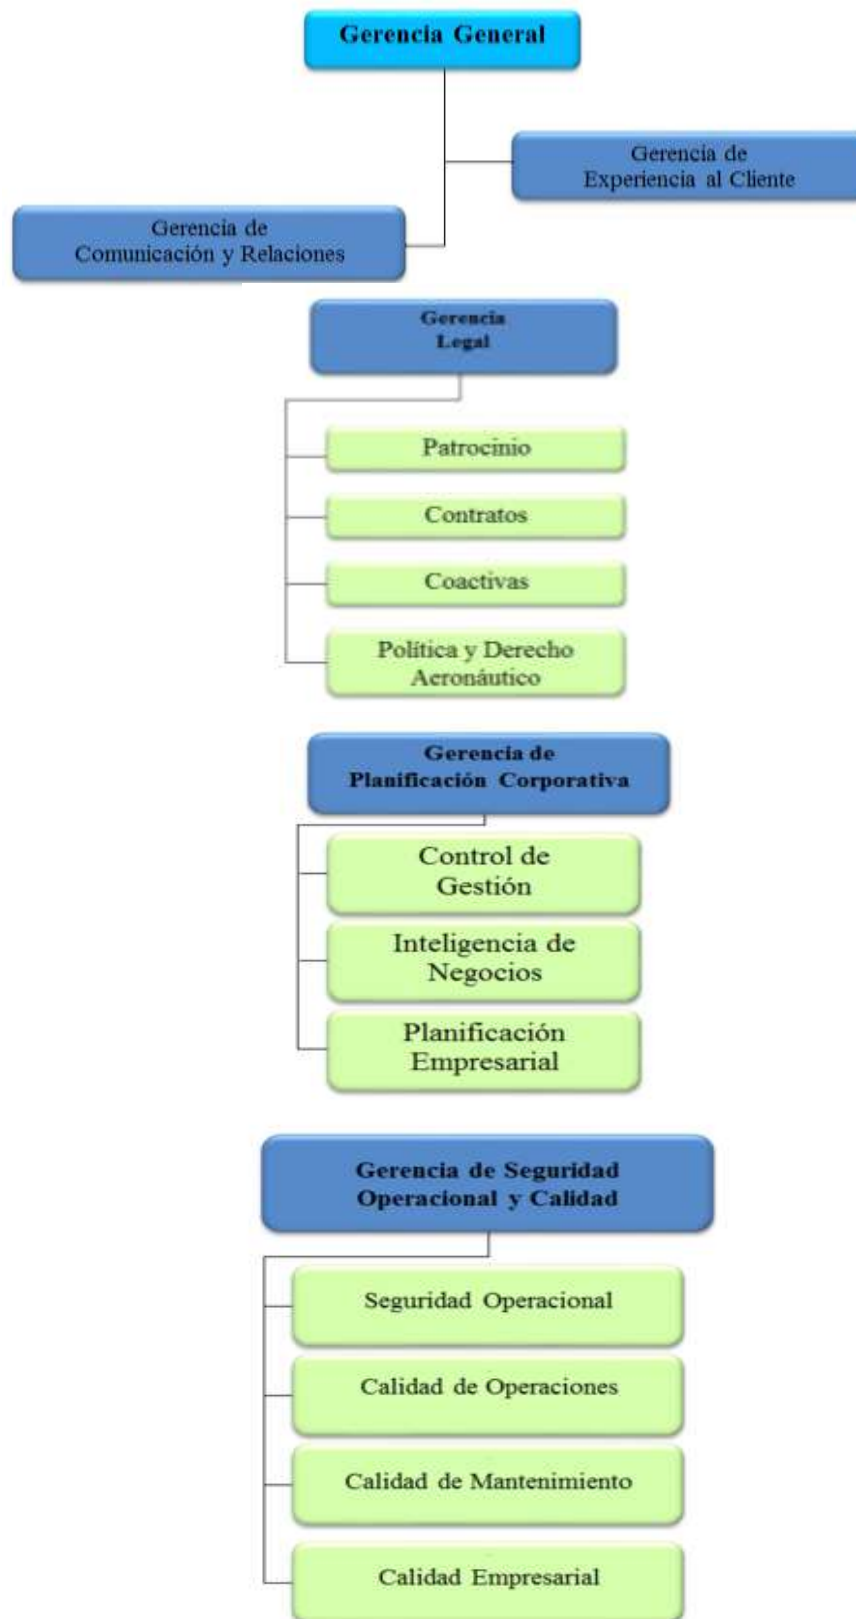 Gerencia General
Gerencia de
Experiencia al Cliente
Gerencia de
Comunicación y Relaciones
Gerencia
Legal
Patrocinio
Contratos
Coactivas
Política y Derecho
Aeronáutico
Gerencia de
Planificación Corporativa
Control de
Gestión
Inteligencia de
Negocios
Planificación
Empresarial
Gerencia de Seguridad
Operacional y Calidad
Seguridad Operacional
Calidad de Operaciones
Calidad de Mantenimiento
Calidad Empresarial